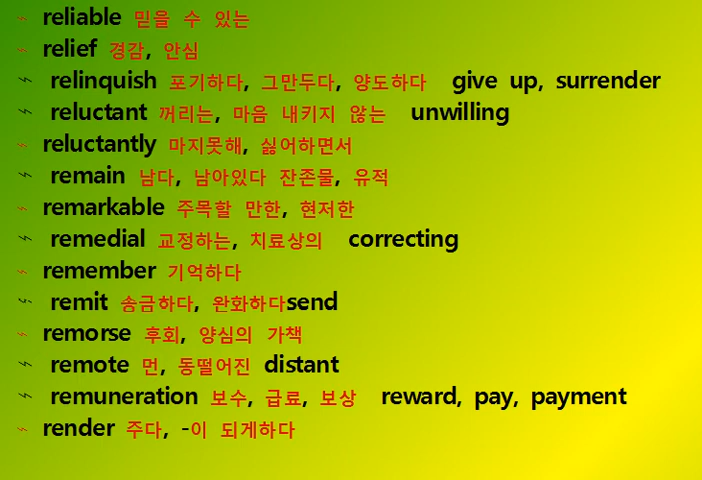 ~ reliable 믿을 수 있는
~ relief 경감, 안심
~ relinquish 포기하다, 그만두다, 양도하다 give up, surrender
~ reluctant 꺼리는, 마음 내키지 않는 unwilling
~ reluctantly 마지못해, 싫어하면서
~ remain 남다, 남아있다 잔존물, 유적
~ remarkable 주목할 만한, 현저한
~ remedial 교정하는, 치료상의 correcting
~ remember 기억하다
~ remit 송금하다, 완화하다send
~ remorse 후회, 양심의 가책
~ remote 먼, 동떨어진 distant
~ remuneration 보수, 급료, 보상 reward, pay, payment
~ render 주다, -이 되게하다